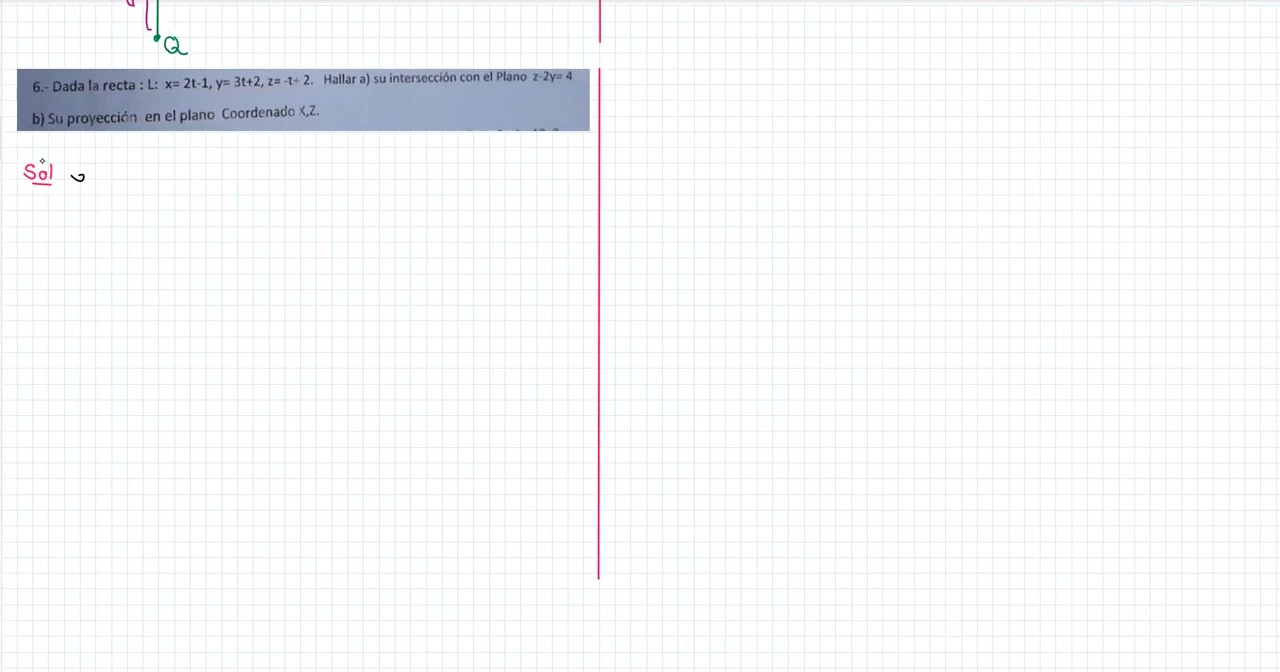 Q
6.- Dada la recta : L: x= 2t-1, y= 3t+2, z= -t+ 2. Hallar a) su intersección con el Plano z-2y= 4
b) Su proyección en el plano Coordenado X,Z.
Sol